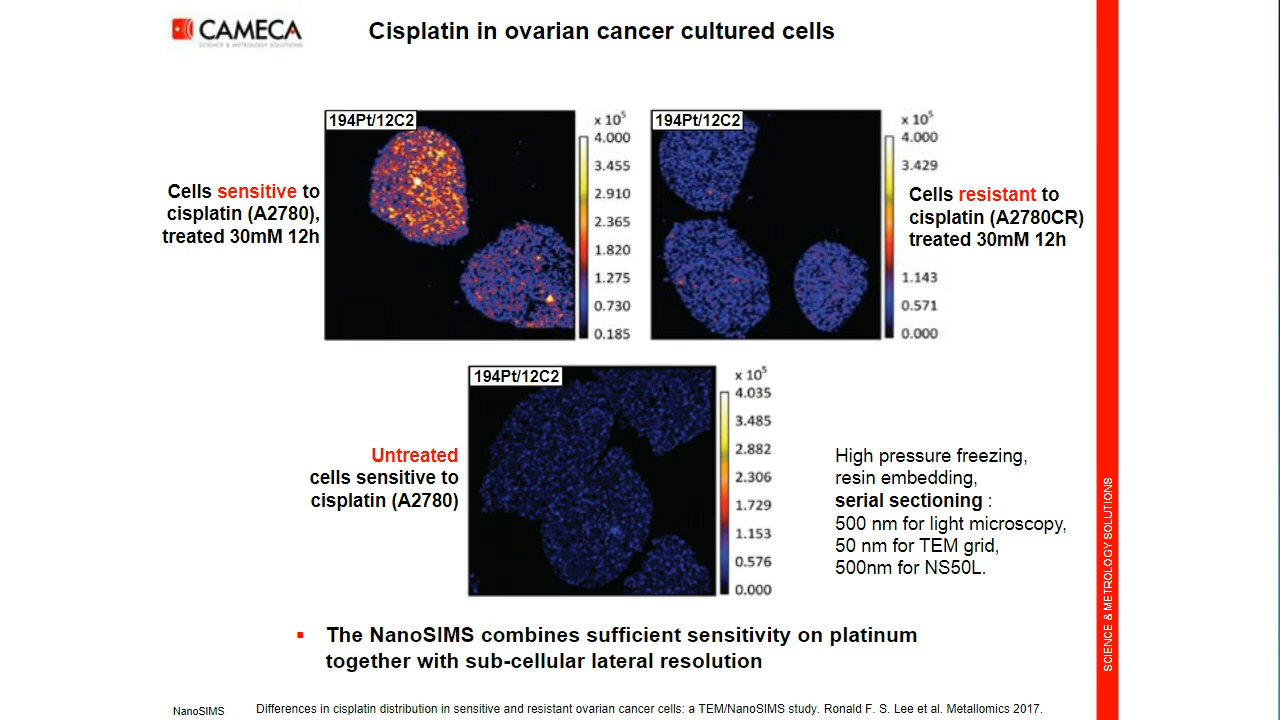 CAMECA
SCIENCE & METROLOGY SOLUTIONS
Cisplatin in ovarian cancer cultured cells
194Pt/12C2
x 10⁵
4.000
3.455
2.910
2.365
1.820
1.275
0.730
0.185
Cells sensitive to
cisplatin (A2780),
treated 30mM 12h
194Pt/12C2
x 10⁵
4.000
3.429
1.143
0.571
0.000
Cells resistant to
cisplatin (A2780CR)
treated 30mM 12h
194Pt/12C2
x 10⁵
4.035
3.485
2.882
2.306
1.729
1.153
0.576
0.000
Untreated
cells sensitive to
cisplatin (A2780)
High pressure freezing,
resin embedding,
serial sectioning :
500 nm for light microscopy,
50 nm for TEM grid,
500nm for NS50L.
▪ The NanoSIMS combines sufficient sensitivity on platinum
together with sub-cellular lateral resolution
NanoSIMS
Differences in cisplatin distribution in sensitive and resistant ovarian cancer cells: a TEM/NanoSIMS study. Ronald F. S. Lee et al. Metallomics 2017.
SCIENCE & METROLOGY SOLUTIONS